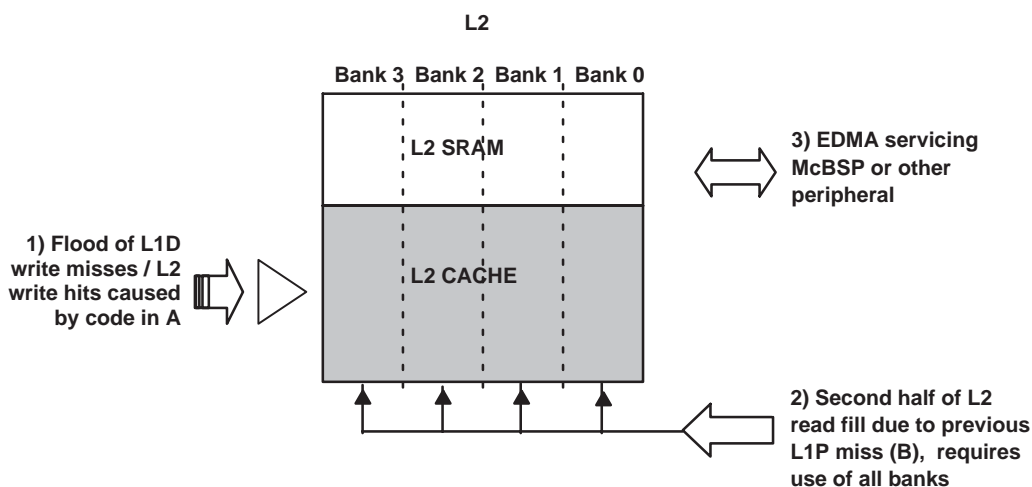 L2
Bank 3 Bank 2 Bank 1 Bank 0
L2 SRAM
3) EDMA servicing
McBSP or other
peripheral
1) Flood of L1D
write misses / L2
write hits caused
by code in A
L2 CACHE
2) Second half of L2
read fill due to previous
L1P miss (B), requires
use of all banks